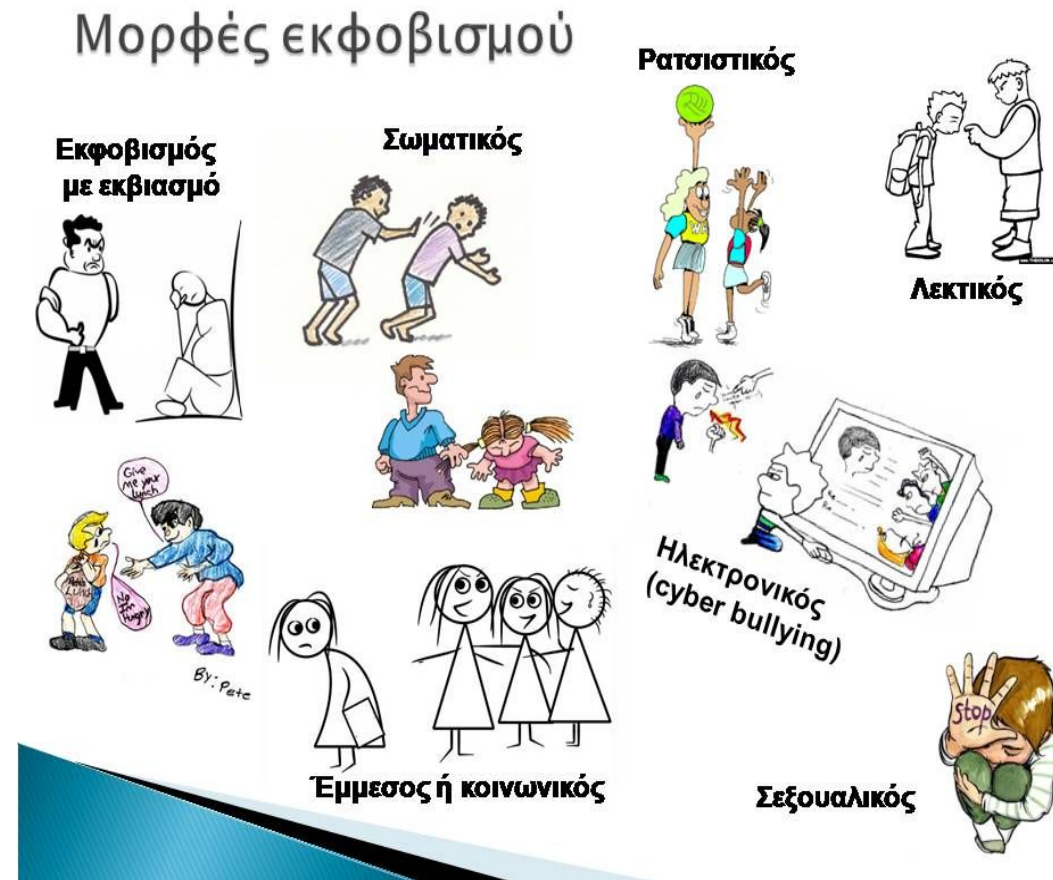 Μορφές εκφοβισμού
Ρατσιστικός
Εκφοβισμός
με εκβιασμό
Σωματικός
Λεκτικός
Give
me your
Lunch
LUNCH
No
I'm
Hungry
By: Pete
Ηλεκτρονικός
(cyber bullying)
Έμμεσος ή κοινωνικός
stop
Σεξουαλικός